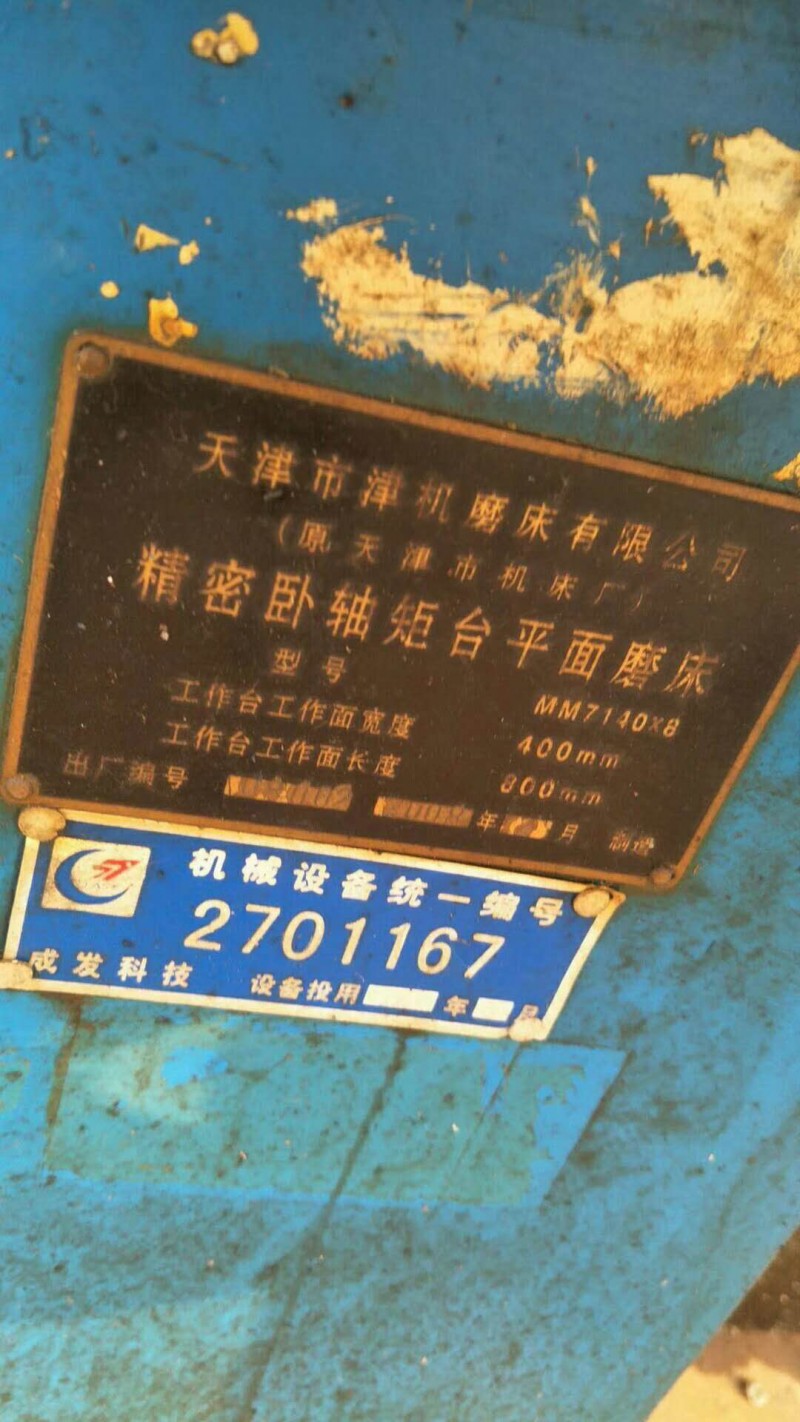 天津市津机磨床有限公司
（原天津市机床厂）
精密卧轴矩台平面磨床
型号 MM7140×8
工作台工作面宽度 400mm
工作台工作面长度 800mm
出厂编号 年 月 制造
机械设备统一编号
2701167
成发科技 设备投用 年 月